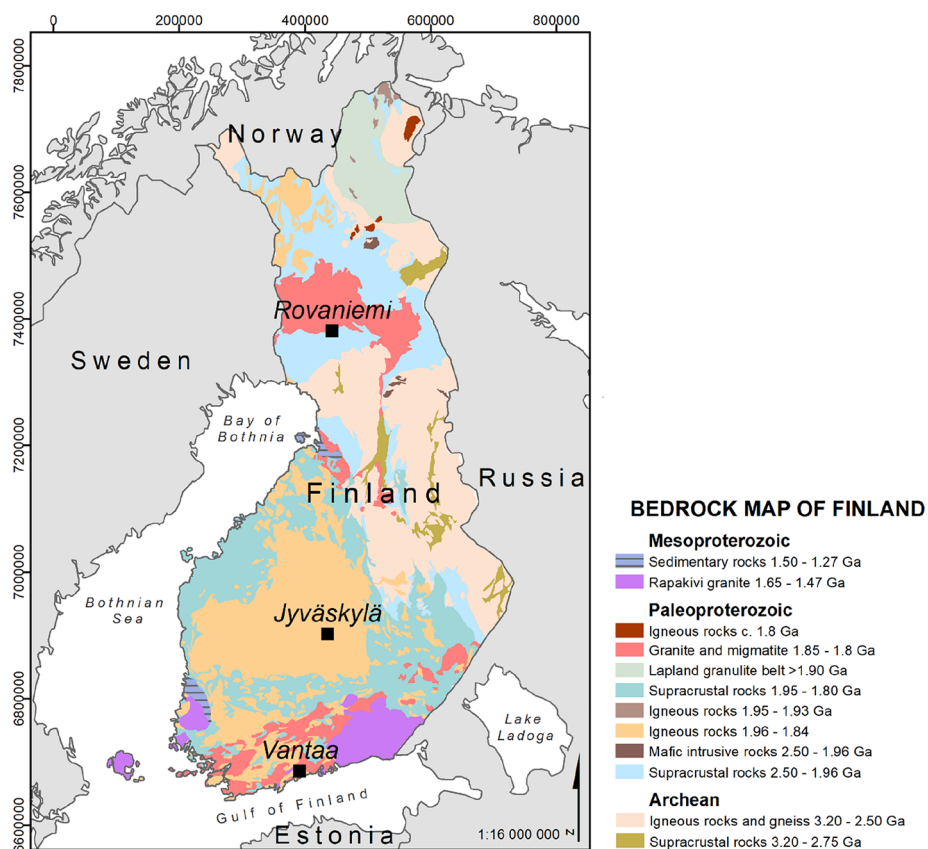 0 200000 400000 600000 800000
7800000
Norway
7600000
7400000
Rovaniemi
Sweden
Bay of
Bothnia
7200000
Russia
Finland
7000000
Bothnian
Sea
Jyväskylä
6800000
Lake
Ladoga
Vantaa
Gulf of Finland
6600000
Estonia
1:16 000 000
N
BEDROCK MAP OF FINLAND
Mesoproterozoic
Sedimentary rocks 1.50 - 1.27 Ga
Rapakivi granite 1.65 - 1.47 Ga
Paleoproterozoic
Igneous rocks c. 1.8 Ga
Granite and migmatite 1.85 - 1.8 Ga
Lapland granulite belt >1.90 Ga
Supracrustal rocks 1.95 - 1.80 Ga
Igneous rocks 1.95 - 1.93 Ga
Igneous rocks 1.96 - 1.84
Mafic intrusive rocks 2.50 - 1.96 Ga
Supracrustal rocks 2.50 - 1.96 Ga
Archean
Igneous rocks and gneiss 3.20 - 2.50 Ga
Supracrustal rocks 3.20 - 2.75 Ga